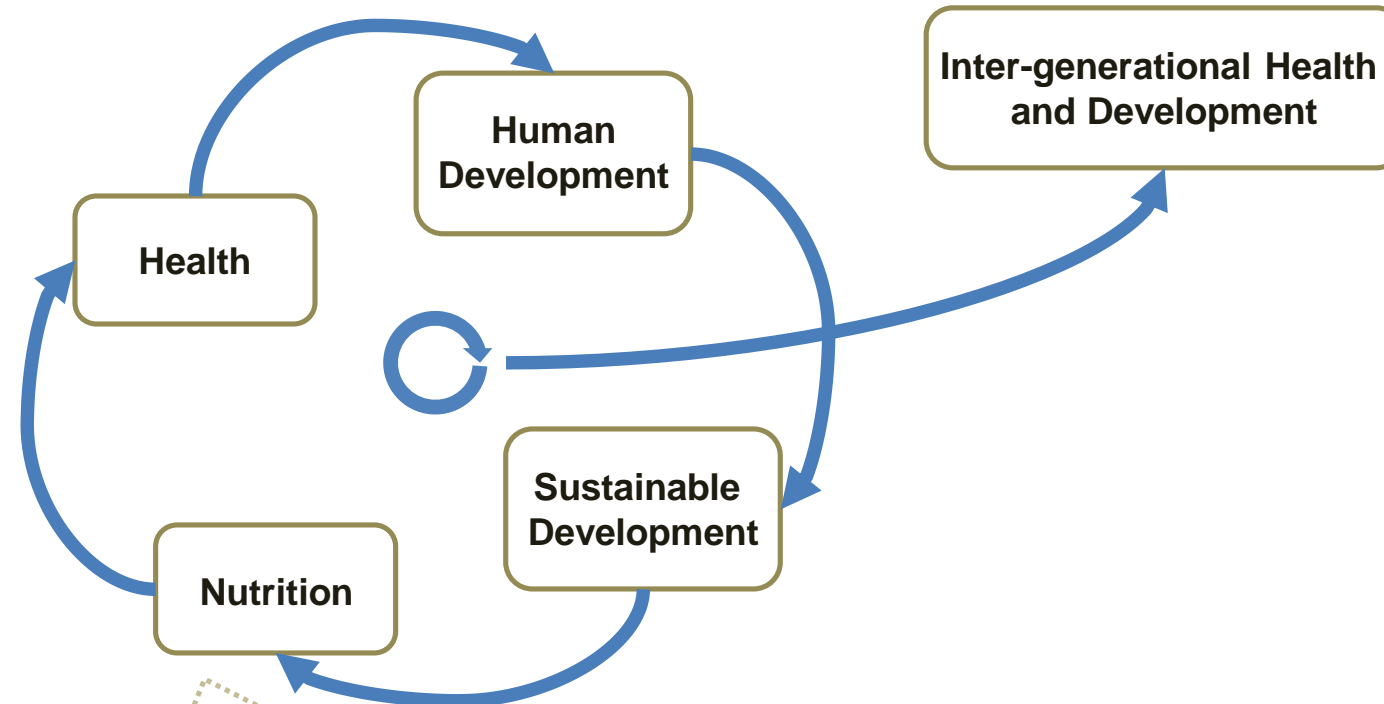 Inter-generational Health
and Development
Human
Development
Health
Sustainable
Development
Nutrition